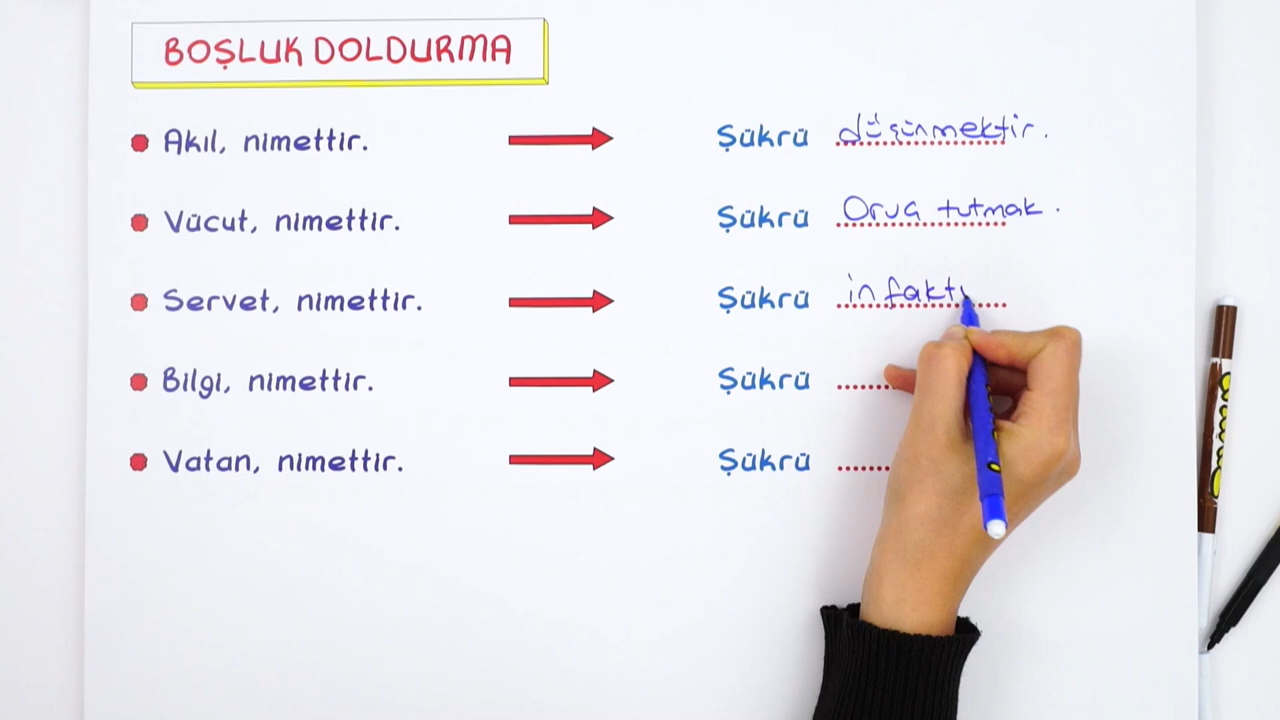 BOŞLUK DOLDURMA
Akıl, nimettir. Şükrü düşünmektir.
Vücut, nimettir. Şükrü Oruç tutmak.
Servet, nimettir. Şükrü infaktı
Bilgi, nimettir. Şükrü ......
Vatan, nimettir. Şükrü ......